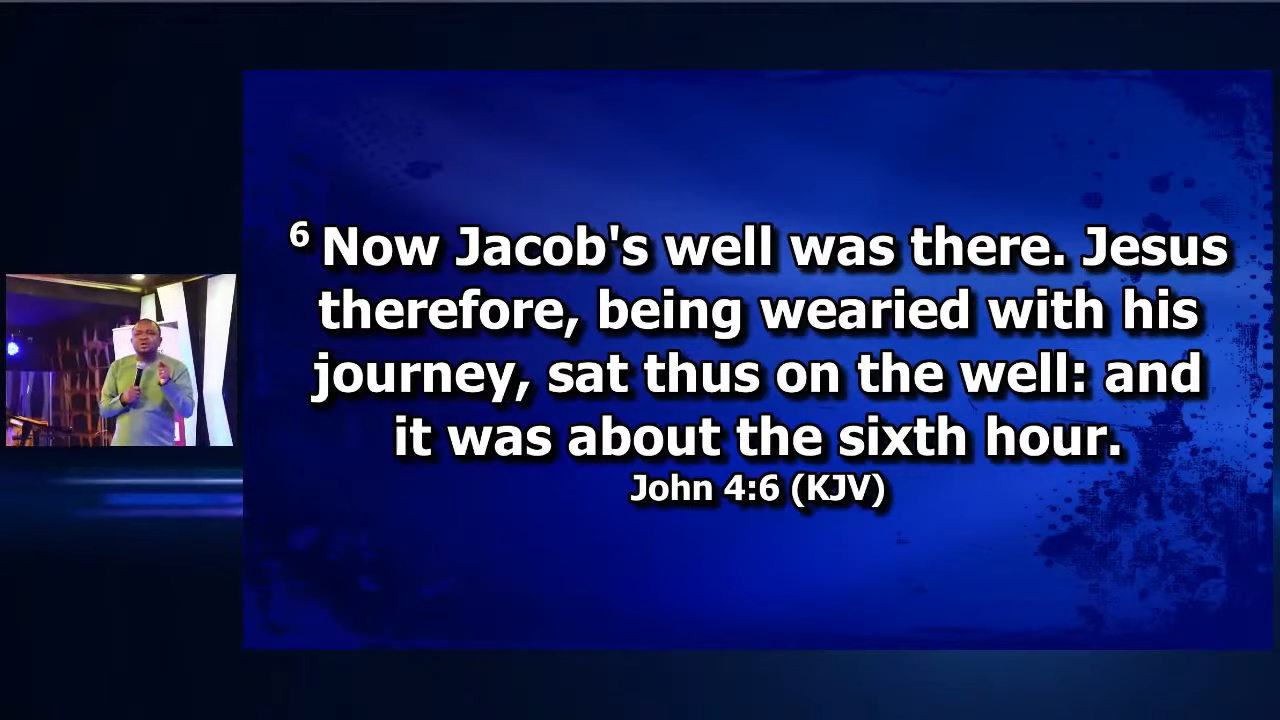 6 Now Jacob's well was there. Jesus
therefore, being wearied with his
journey, sat thus on the well: and
it was about the sixth hour.
John 4:6 (KJV)